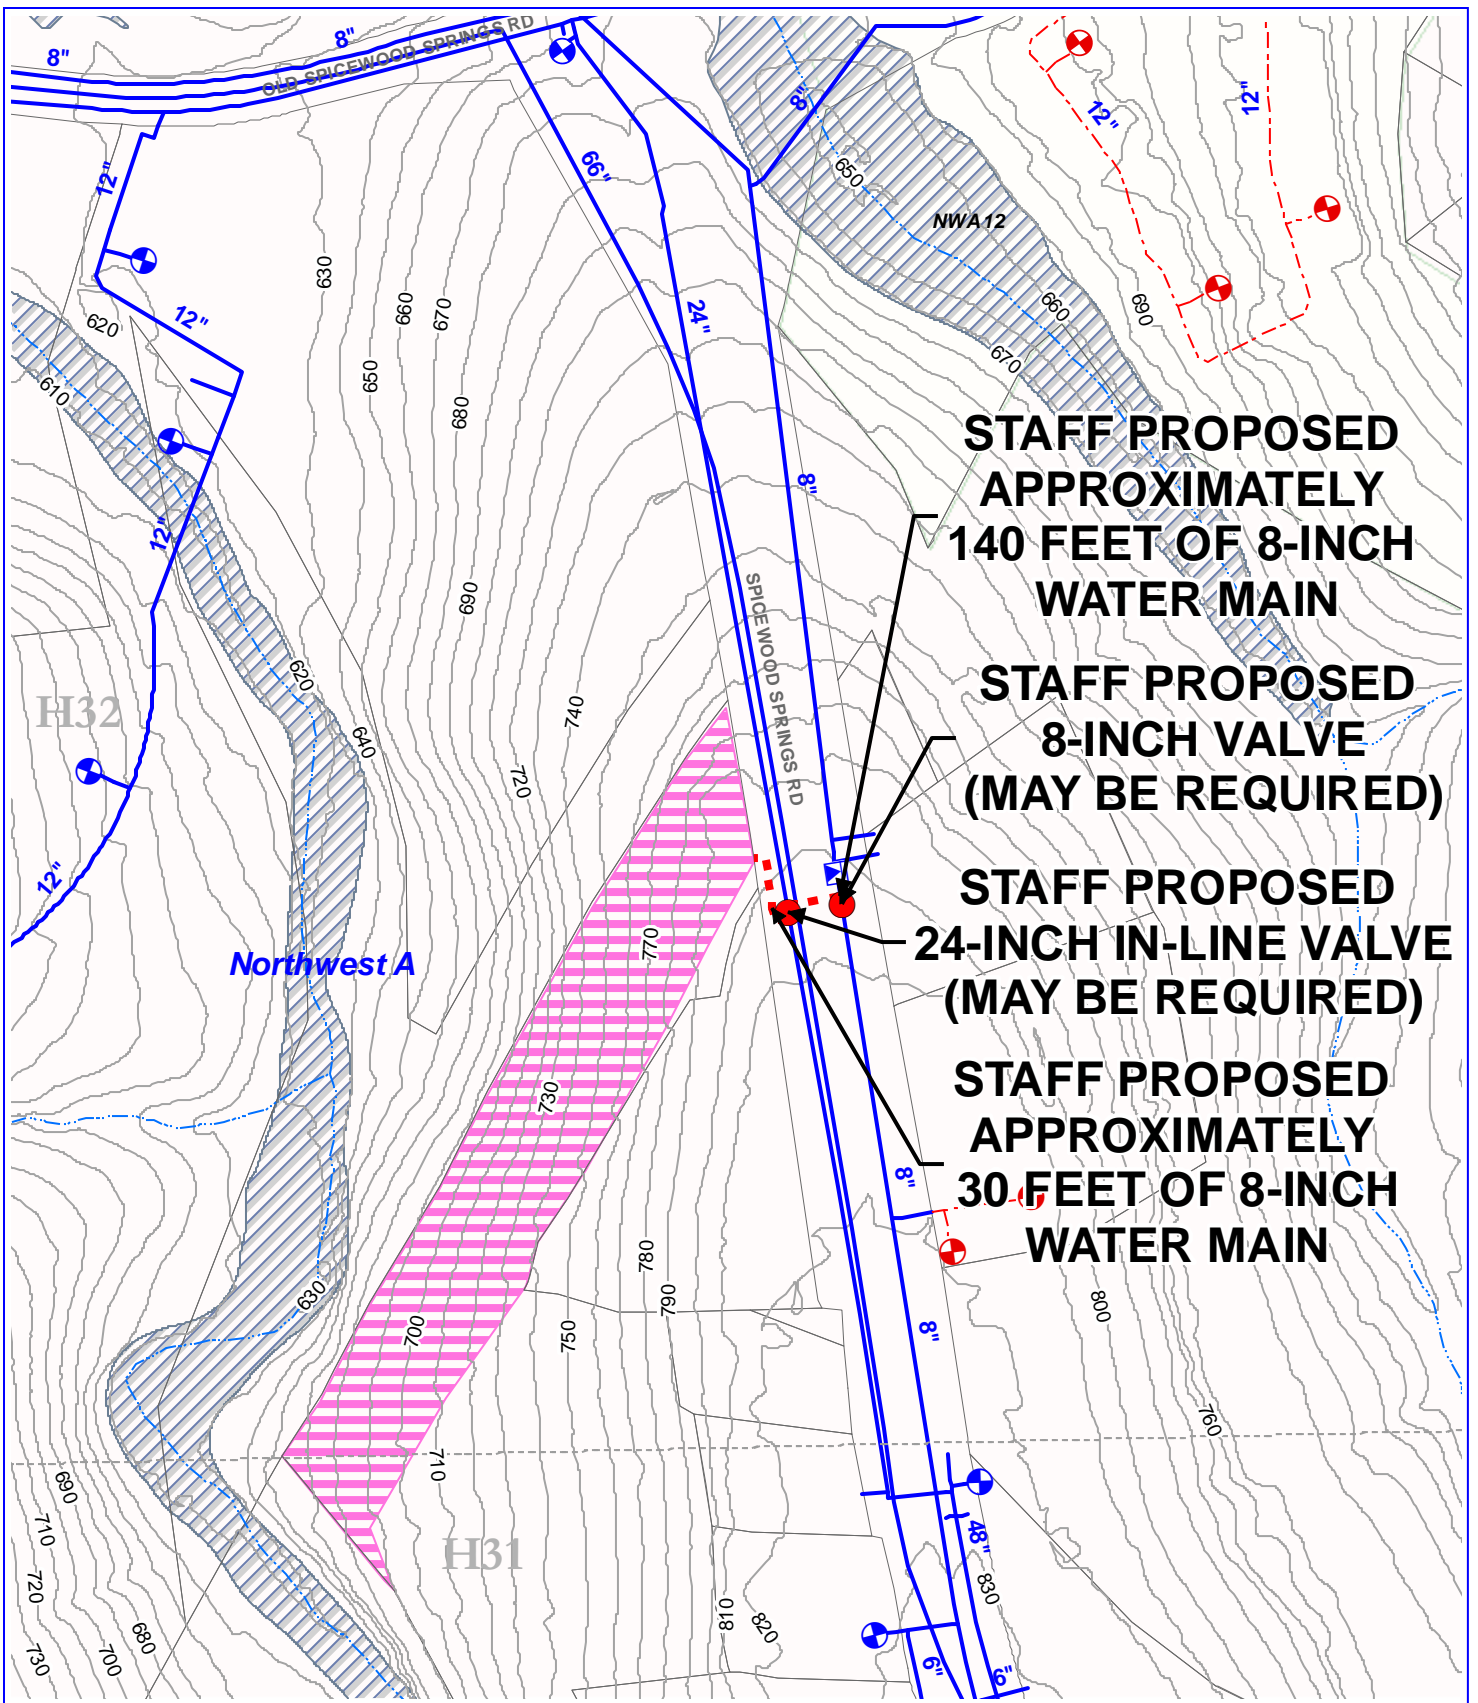 8"
8"
OLD SPICEWOOD SPRINGS RD
8"
12"
12"
12"
66"
650
NWA12
630
660
670
24"
660
690
12"
620
650
670
610
680
STAFF PROPOSED
APPROXIMATELY
140 FEET OF 8-INCH
WATER MAIN
8"
12"
690
SPICEWOOD SPRINGS RD
620
H32
640
740
720
STAFF PROPOSED
8-INCH VALVE
(MAY BE REQUIRED)
12"
STAFF PROPOSED
24-INCH IN-LINE VALVE
(MAY BE REQUIRED)
770
Northwest A
730
STAFF PROPOSED
APPROXIMATELY
30 FEET OF 8-INCH
WATER MAIN
8"
780
790
630
700
750
8"
800
760
710
690
710
48"
H31
720
830
810
820
680
700
730
6"
6"